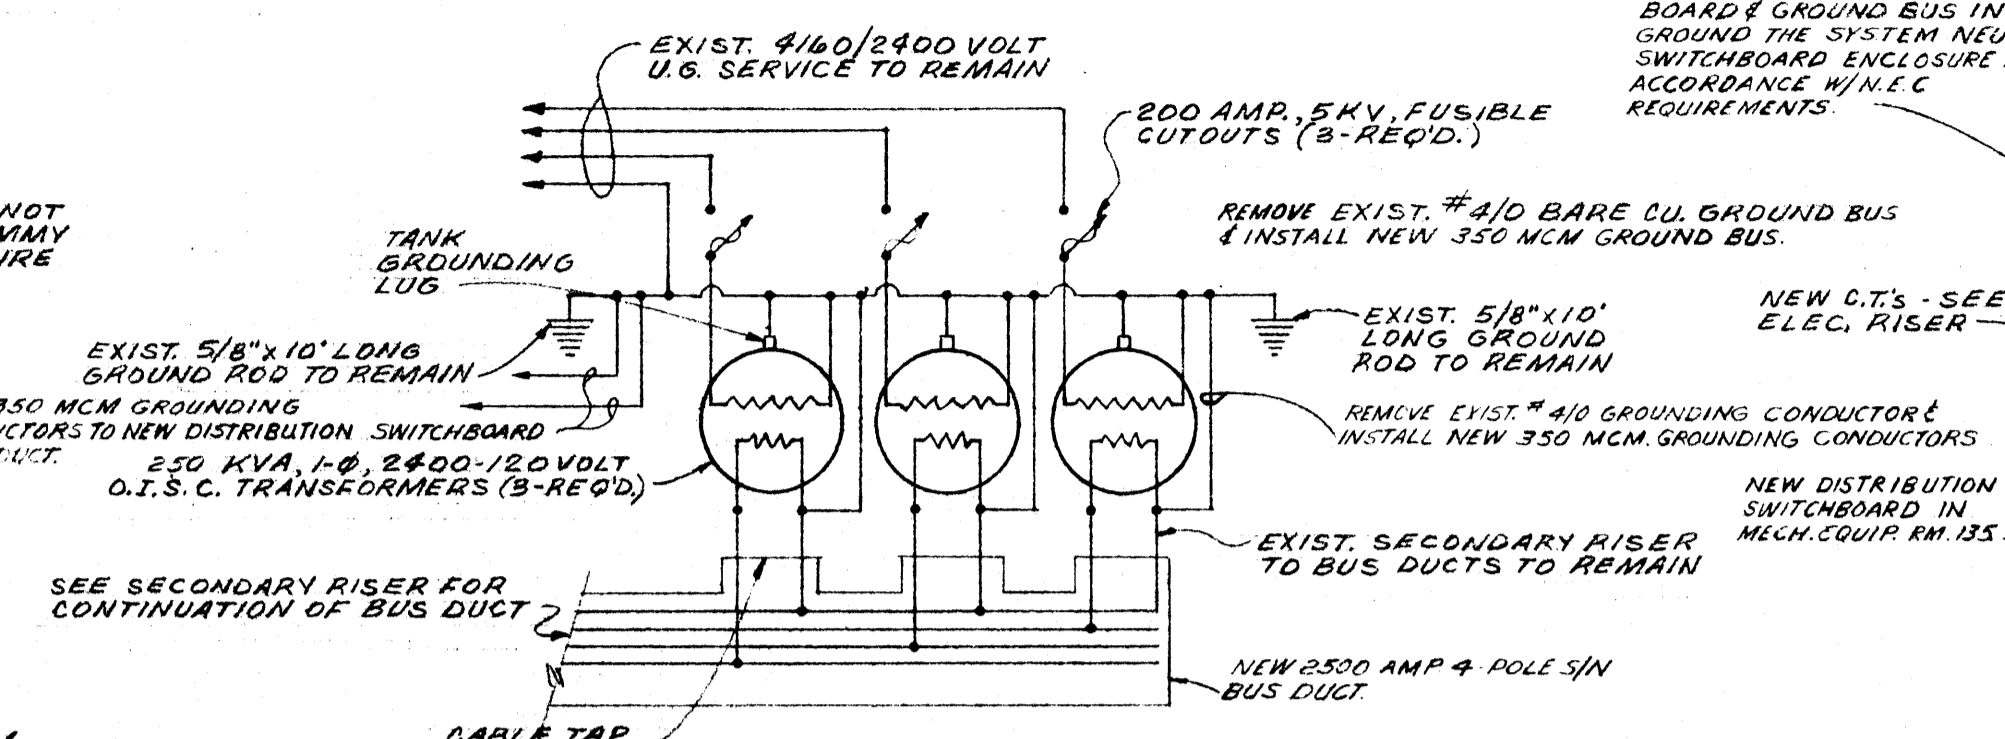 EXIST. 4160/2400 VOLT
U.G. SERVICE TO REMAIN
BOARD & GROUND BUS IN
GROUND THE SYSTEM NEU
SWITCHBOARD ENCLOSURE
ACCORDANCE W/N.E.C
REQUIREMENTS.
200 AMP., 5 KV, FUSIBLE
CUTOUTS (3-REQ'D.)
NOT
MMY
IRE
TANK
GROUNDING
LUG
REMOVE EXIST. #4/0 BARE CU. GROUND BUS
& INSTALL NEW 350 MCM GROUND BUS.
NEW C.T.'s - SEE
ELEC. RISER
EXIST. 5/8"x10'
LONG GROUND
ROD TO REMAIN
EXIST. 5/8"x10' LONG
GROUND ROD TO REMAIN
350 MCM GROUNDING
UCTORS TO NEW DISTRIBUTION SWITCHBOARD
DUCT.
REMOVE EXIST. #4/0 GROUNDING CONDUCTOR &
INSTALL NEW 350 MCM. GROUNDING CONDUCTORS
250 KVA, 1-Ø, 2400-120 VOLT
O.I.S.C. TRANSFORMERS (3-REQ'D.)
NEW DISTRIBUTION
SWITCHBOARD IN
MECH. EQUIP. RM. 135
EXIST. SECONDARY RISER
TO BUS DUCTS TO REMAIN
SEE SECONDARY RISER FOR
CONTINUATION OF BUS DUCT
NEW 2500 AMP 4-POLE S/N
BUS DUCT.
CABLE TAP